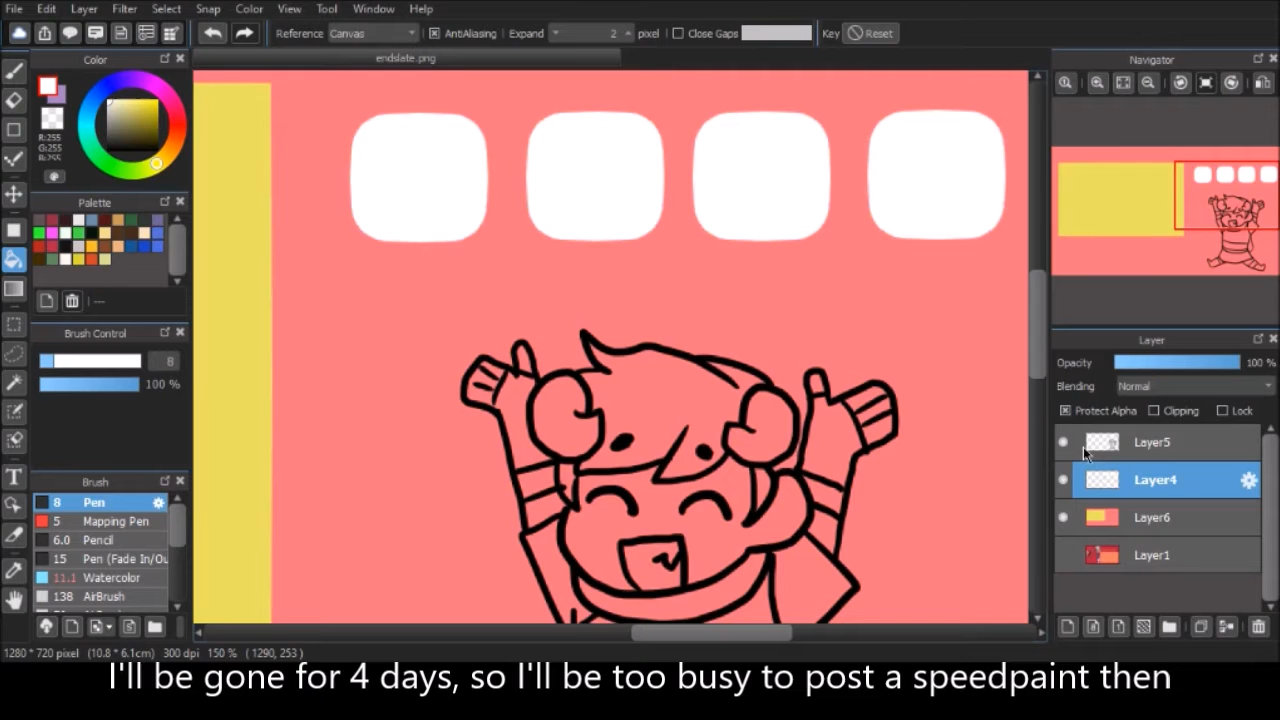 File Edit Layer Filter Select Snap Color View Tool Window Help
Reference Canvas AntiAliasing Expand 2 pixel Close Gaps Key Reset
endslate.png
Color
R:255
G:255
B:255
Palette
---
Brush Control
8
100 %
Brush
8 Pen
5 Mapping Pen
6.0 Pencil
15 Pen (Fade In/Ou
11.1 Watercolor
138 AirBrush
Navigator
Layer
Opacity 100 %
Blending Normal
Protect Alpha Clipping Lock
Layer5
Layer4
Layer6
Layer1
1280 * 720 pixel (10.8 * 6.1cm) 300 dpi 150 % ( 1290, 253 )
I'll be gone for 4 days, so I'll be too busy to post a speedpaint then